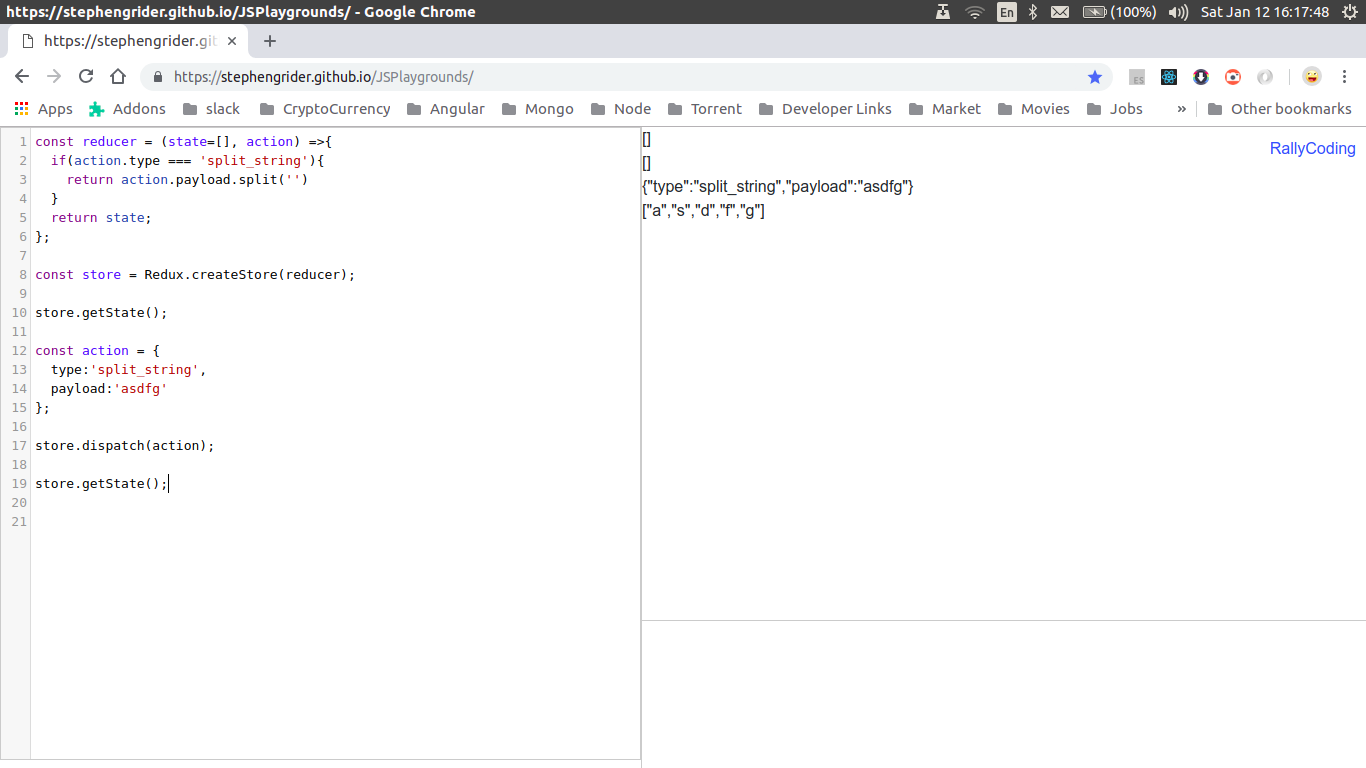 https://stephengrider.github.io/JSPlaygrounds/ - Google Chrome
En (100%) Sat Jan 12 16:17:48
https://stephengrider.git
https://stephengrider.github.io/JSPlaygrounds/
ES
Apps Addons slack CryptoCurrency Angular Mongo Node Torrent Developer Links Market Movies Jobs » Other bookmarks
1 const reducer = (state=[], action) =>{
2 if(action.type === 'split_string'){
3 return action.payload.split('')
4 }
5 return state;
6 };
7
8 const store = Redux.createStore(reducer);
9
10 store.getState();
11
12 const action = {
13 type:'split_string',
14 payload:'asdfg'
15 };
16
17 store.dispatch(action);
18
19 store.getState();
20
21
[]
[]
{"type":"split_string","payload":"asdfg"}
["a","s","d","f","g"]
RallyCoding